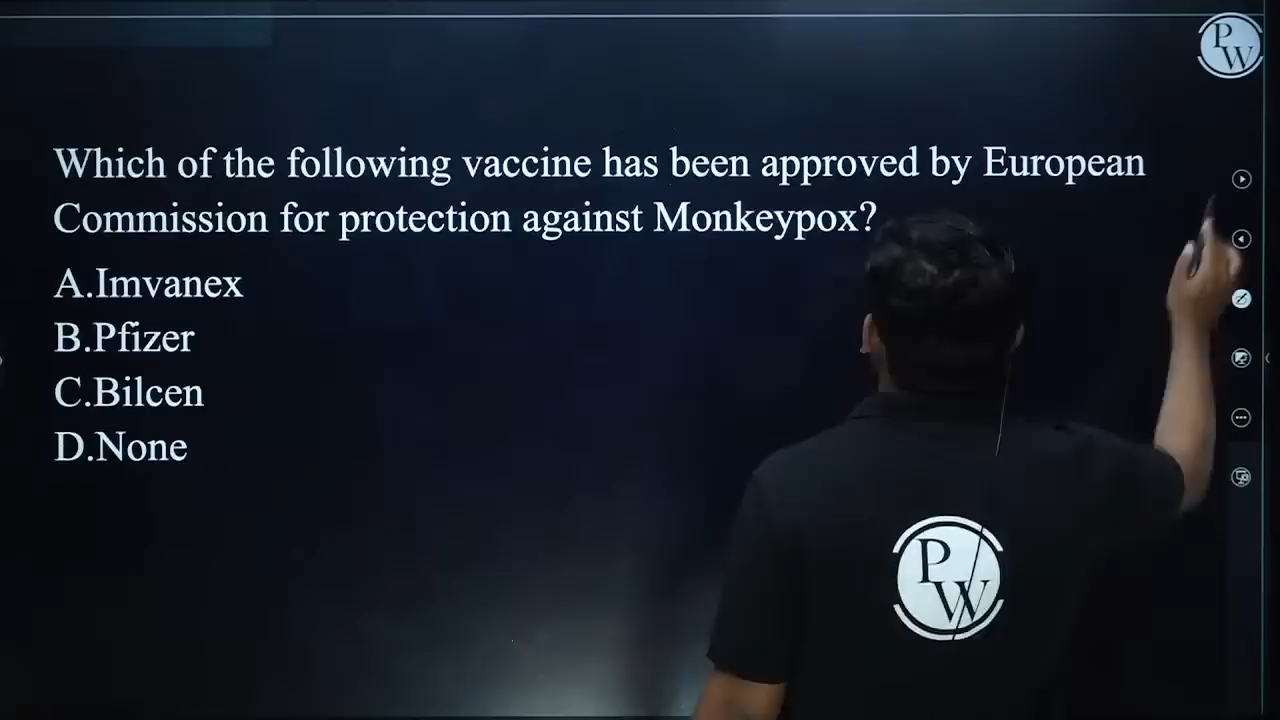 PW
Which of the following vaccine has been approved by European
Commission for protection against Monkeypox?
A.Imvanex
B.Pfizer
C.Bilcen
D.None
PW